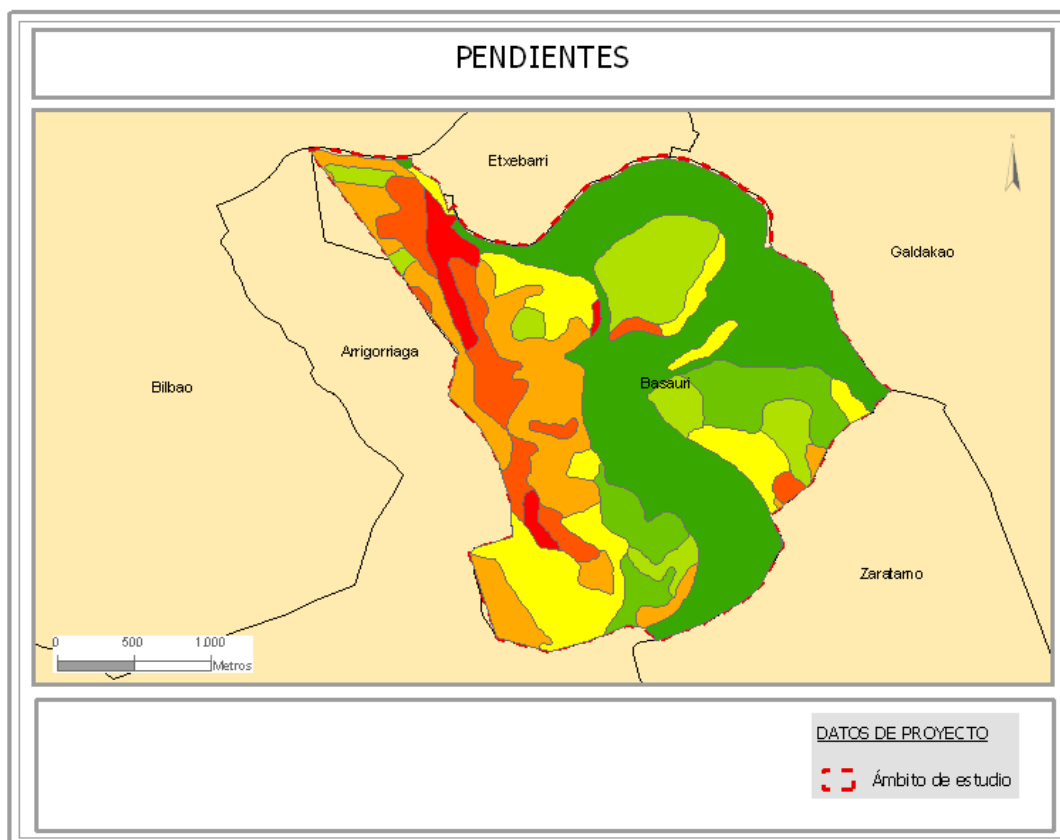 PENDIENTES
Etxebarri
Galdakao
Arrigorriaga
Bilbao
Basauri
Zaratamo
0 500 1.000
Metros
DATOS DE PROYECTO
Ámbito de estudio